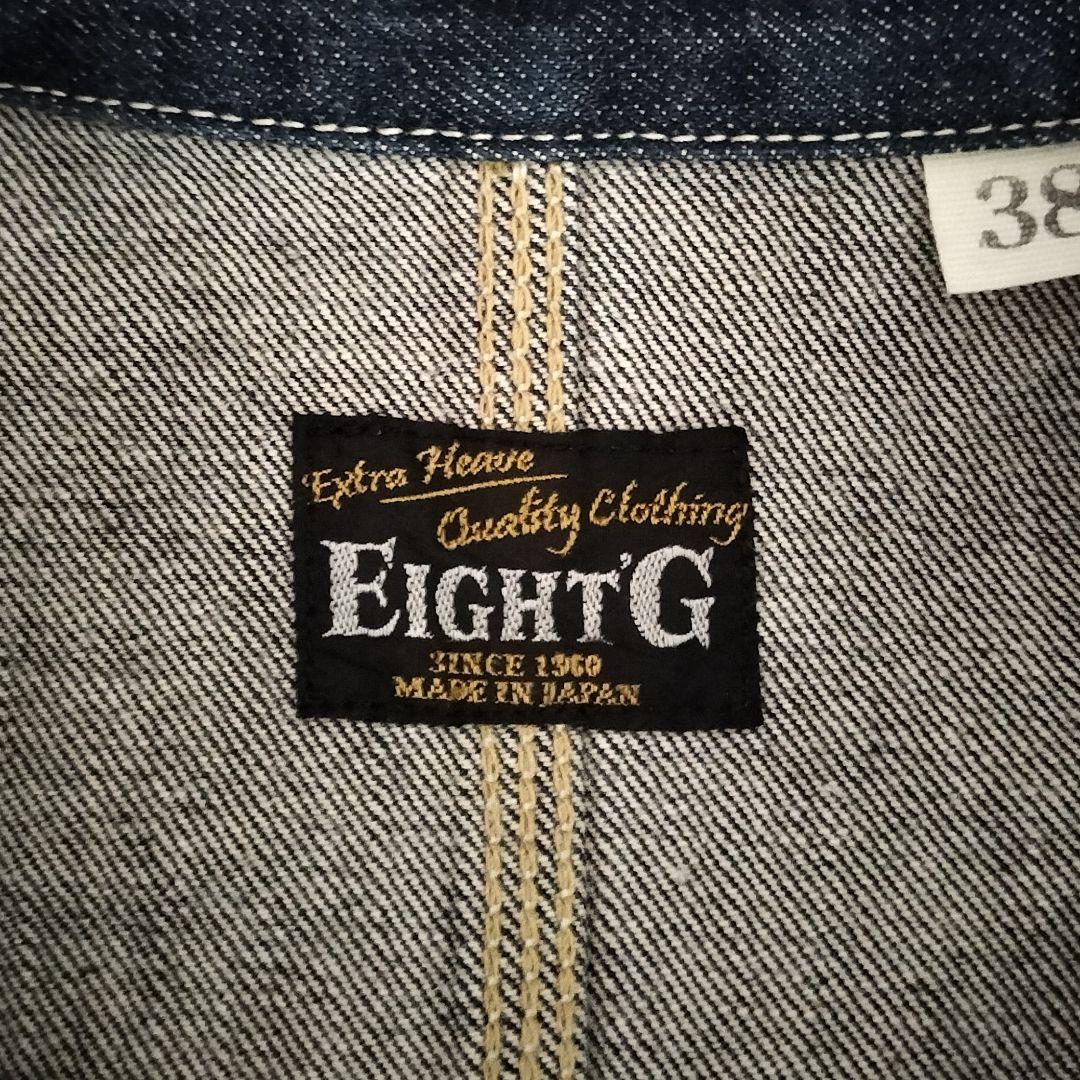 38
Extra Heave
Quality Clothing
EIGHT'G
SINCE 1960
MADE IN JAPAN